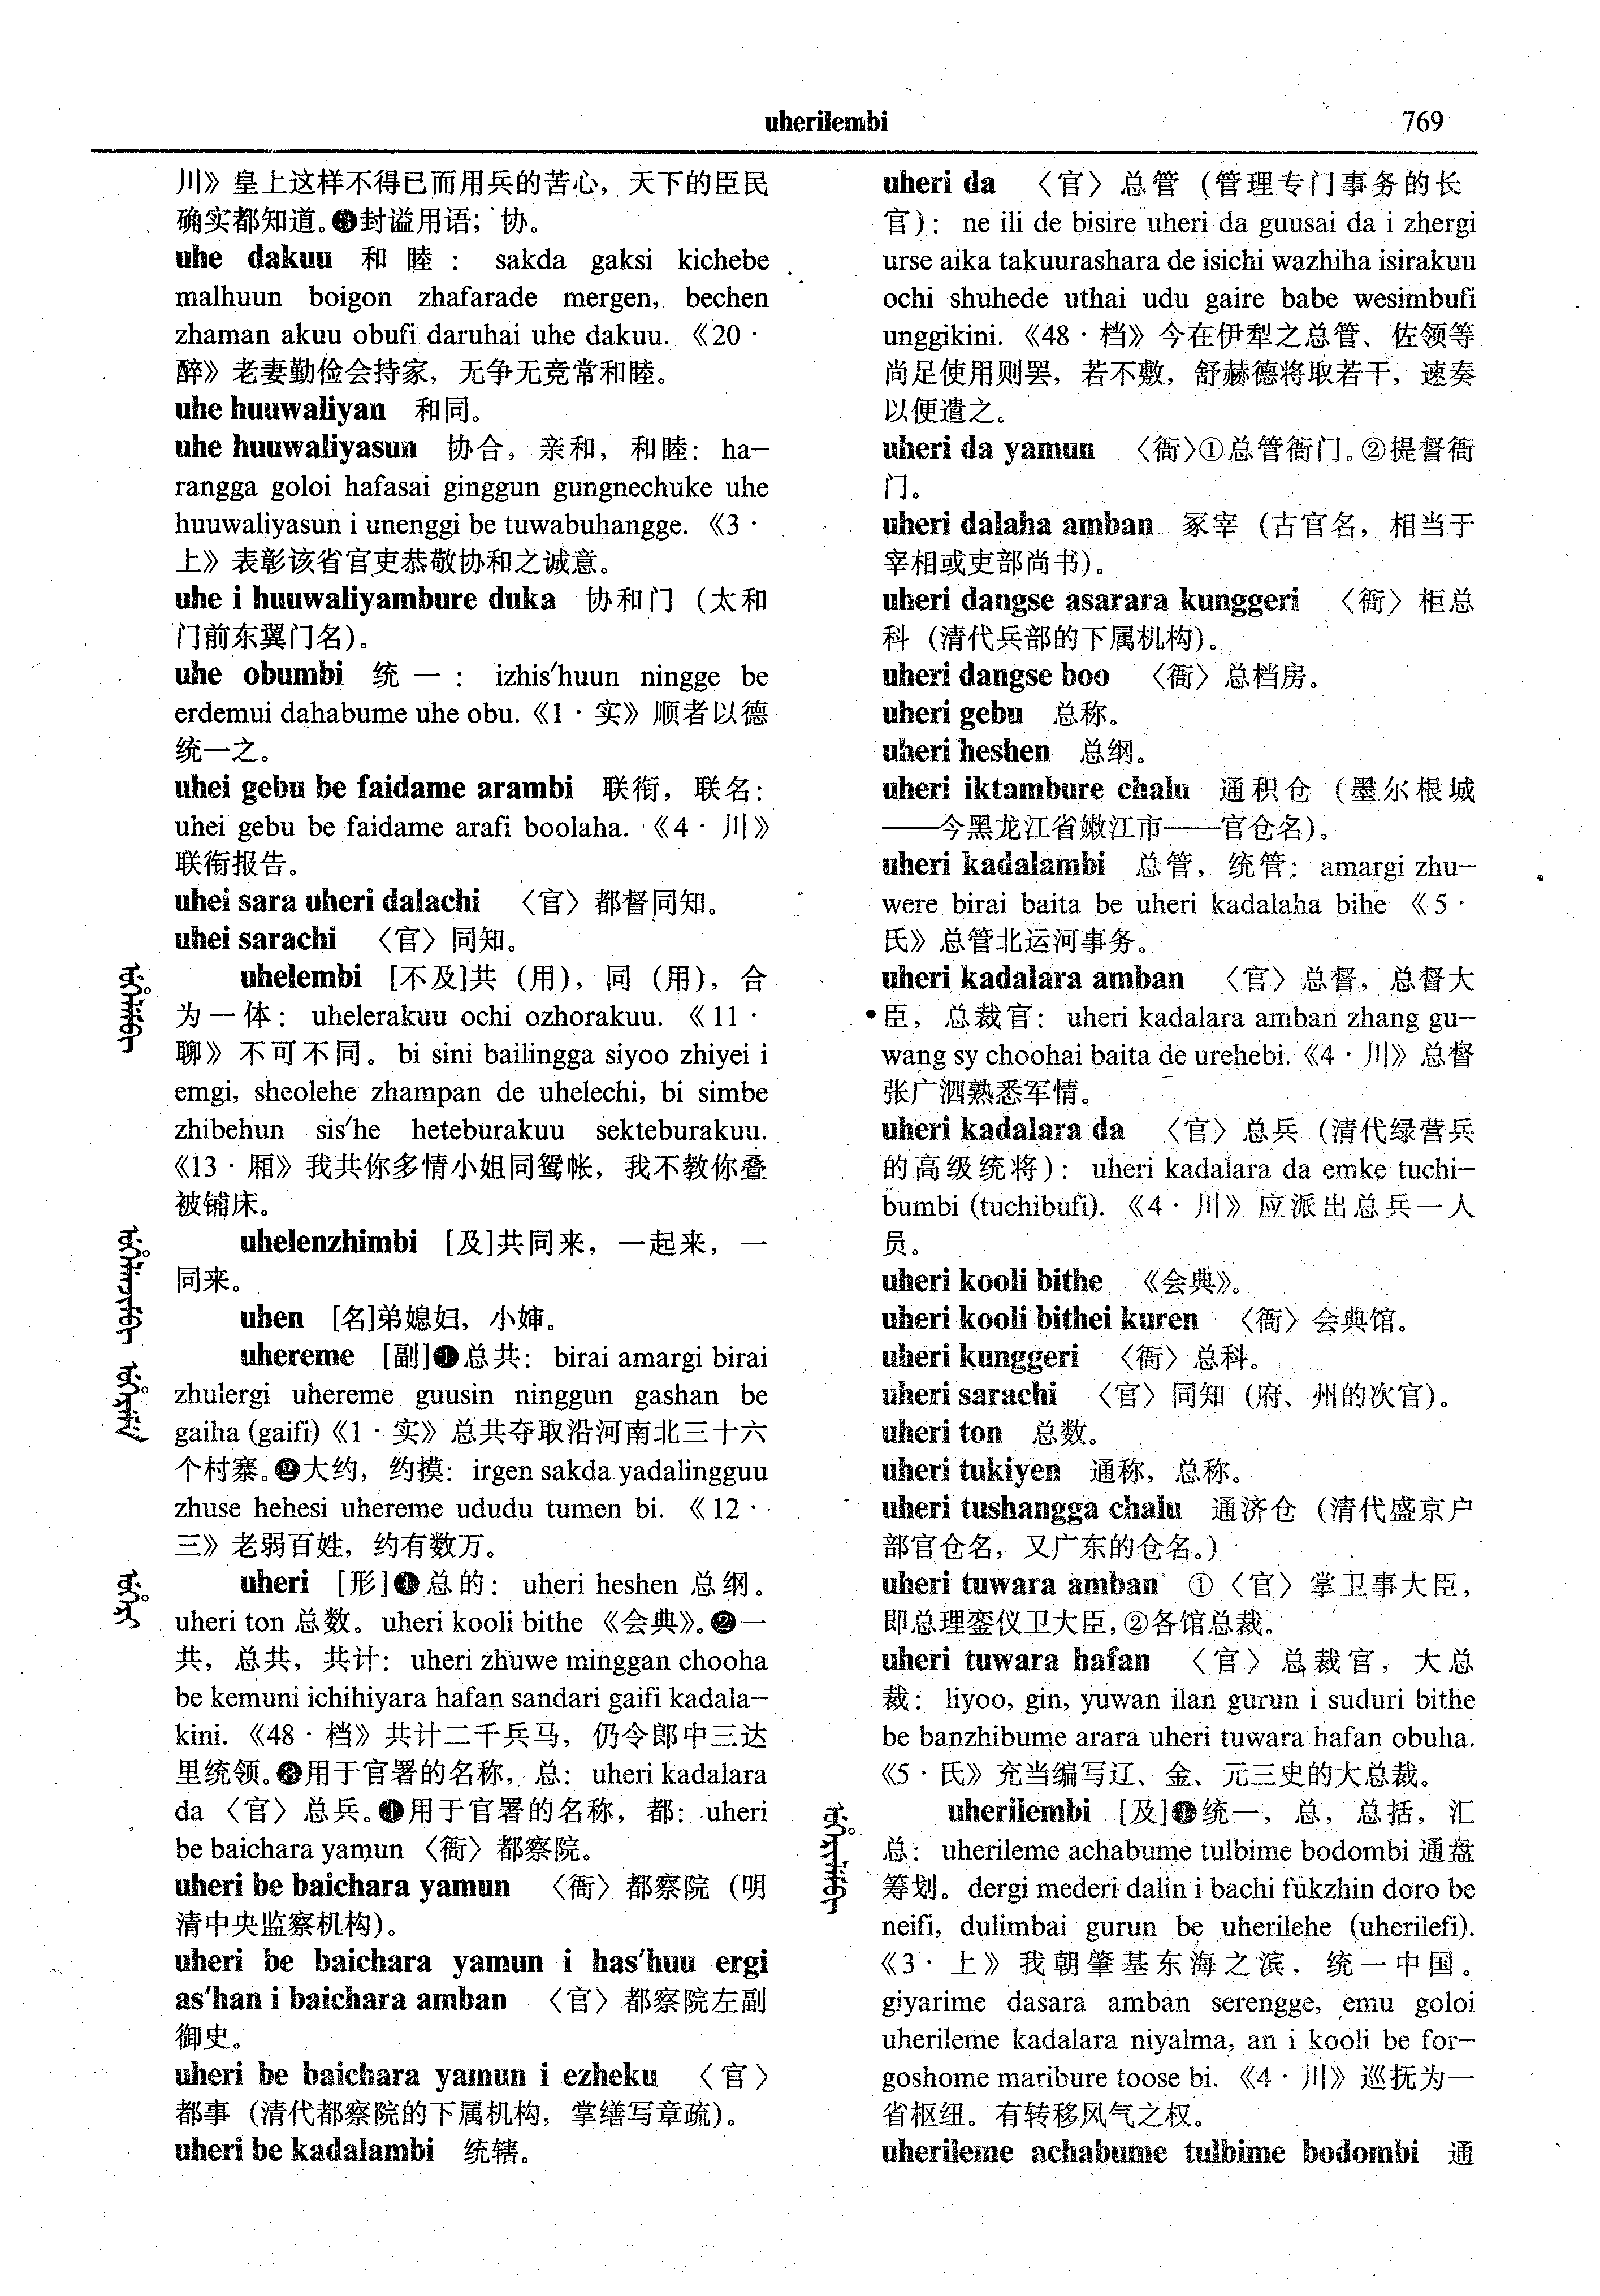 uherilembi
769
川》皇上这样不得已而用兵的苦心，天下的臣民
确实都知道。❸封谥用语；协。
uhe dakuu 和睦：sakda gaksi kichebe
malhuun boigon zhafarade mergen, bechen
zhaman akuu obufi daruhai uhe dakuu. 《20·
醉》老妻勤俭会持家，无争无竞常和睦。
uhe huuwaliyan 和同。
uhe huuwaliyasun 协合，亲和，和睦：ha-
rangga goloi hafasai ginggun gungnechuke uhe
huuwaliyasun i unenggi be tuwabuhangge. 《3·
上》表彰该省官吏恭敬协和之诚意。
uhe i huuwaliyambure duka 协和门（太和
门前东翼门名）。
uhe obumbi 统一：izhis'huun ningge be
erdemui dahabume uhe obu.《1·实》顺者以德
统一之。
uhei gebu be faidame arambi 联衔，联名：
uhei gebu be faidame arafi boolaha. 《4·川》
联衔报告。
uhei sara uheri dalachi 〈官〉都督同知。
uhei sarachi 〈官〉同知。
uhelembi [不及]共（用），同（用），合
为一体：uhelerakuu ochi ozhorakuu. 《11·
聊》不可不同。bi sini bailingga siyoo zhiyei i
emgi, sheolehe zhampan de uhelechi, bi simbe
zhibehun sis'he heteburakuu sekteburakuu.
《13·厢》我共你多情小姐同鸳帐，我不教你叠
被铺床。
uhelenzhimbi [及]共同来，一起来，一
同来。
uhen [名]弟媳妇，小婶。
uhereme [副]❶总共：birai amargi birai
zhulergi uhereme guusin ninggun gashan be
gaiha (gaifi)《1·实》总共夺取沿河南北三十六
个村寨。❷大约，约摸：irgen sakda yadalingguu
zhuse hehesi uhereme ududu tumen bi. 《12·
三》老弱百姓，约有数万。
uheri [形]❶总的：uheri heshen 总纲。
uheri ton 总数。uheri kooli bithe《会典》。❷一
共，总共，共计：uheri zhuwe minggan chooha
be kemuni ichihiyara hafan sandari gaifi kadala-
kini. 《48·档》共计二千兵马，仍令郎中三达
里统领。❸用于官署的名称，总：uheri kadalara
da〈官〉总兵。❹用于官署的名称，都：uheri
be baichara yamun〈衙〉都察院。
uheri be baichara yamun 〈衙〉都察院（明
清中央监察机构）。
uheri be baichara yamun i has'huu ergi
as'han i baichara amban 〈官〉都察院左副
御史。
uheri be baichara yamun i ezheku 〈官〉
都事（清代都察院的下属机构，掌缮写章疏）。
uheri be kadalambi 统辖。
uheri da 〈官〉总管（管理专门事务的长
官）：ne ili de bisire uheri da guusai da i zhergi
urse aika takuurashara de isichi wazhiha isirakuu
ochi shuhede uthai udu gaire babe wesimbufi
unggikini. 《48·档》今在伊犁之总管、佐领等
尚足使用则罢，若不敷，舒赫德将取若干，速奏
以便遣之。
uheri da yamun 〈衙〉①总管衙门。②提督衙
门。
uheri dalaha amban 冢宰（古官名，相当于
宰相或吏部尚书）。
uheri dangse asarara kunggeri 〈衙〉柜总
科（清代兵部的下属机构）。
uheri dangse boo 〈衙〉总档房。
uheri gebu 总称。
uheri heshen 总纲。
uheri iktambure chalu 通积仓（墨尔根城
——今黑龙江省嫩江市——官仓名）。
uheri kadalambi 总管，统管：amargi zhu-
were birai baita be uheri kadalaha bihe《5·
氏》总管北运河事务。
uheri kadalara amban 〈官〉总督，总督大
臣，总裁官：uheri kadalara amban zhang gu-
wang sy choohai baita de urehebi.《4·川》总督
张广泗熟悉军情。
uheri kadalara da 〈官〉总兵（清代绿营兵
的高级统将）：uheri kadalara da emke tuchi-
bumbi (tuchibufi). 《4·川》应派出总兵一人
员。
uheri kooli bithe 《会典》。
uheri kooli bithei kuren 〈衙〉会典馆。
uheri kunggeri 〈衙〉总科。
uheri sarachi 〈官〉同知（府、州的次官）。
uheri ton 总数。
uheri tukiyen 通称，总称。
uheri tushangga chalu 通济仓（清代盛京户
部官仓名，又广东的仓名。）
uheri tuwara amban ①〈官〉掌卫事大臣，
即总理銮仪卫大臣，②各馆总裁。
uheri tuwara hafan 〈官〉总裁官，大总
裁：liyoo, gin, yuwan ilan gurun i suduri bithe
be banzhibume arara uheri tuwara hafan obuha.
《5·氏》充当编写辽、金、元三史的大总裁。
uherilembi [及]❶统一，总，总括，汇
总：uherileme achabume tulbime bodombi 通盘
筹划。dergi mederi dalin i bachi fukzhin doro be
neifi, dulimbai gurun be uherilehe (uherilefi).
《3·上》我朝肇基东海之滨，统一中国。
giyarime dasara amban serengge, emu goloi
uherileme kadalara niyalma, an i kooli be for-
goshome maribure toose bi. 《4·川》巡抚为一
省枢纽。有转移风气之权。
uherileme achabume tulbime bodombi 通